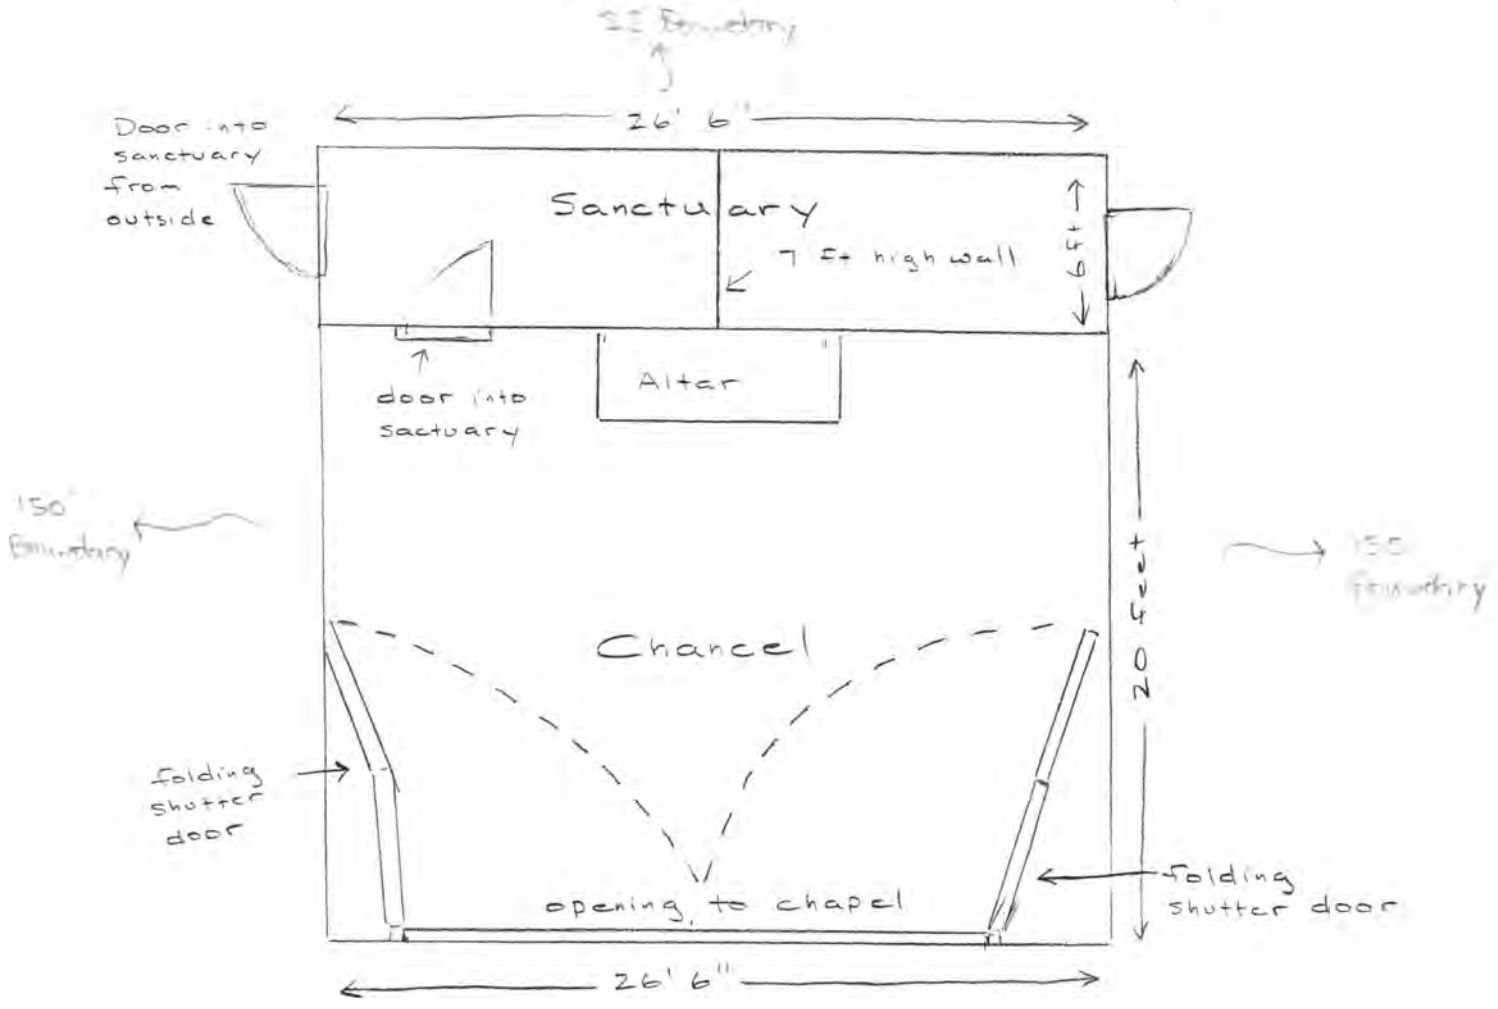 Boundary
26' 6"
Door into
sanctuary
from
outside
Sanctuary
7 ft high wall
6 ft
Altar
door into
sactuary
150'
Boundary
Boundary
20 feet
Chancel
folding
shutter
door
folding
shutter door
opening to chapel
26' 6"